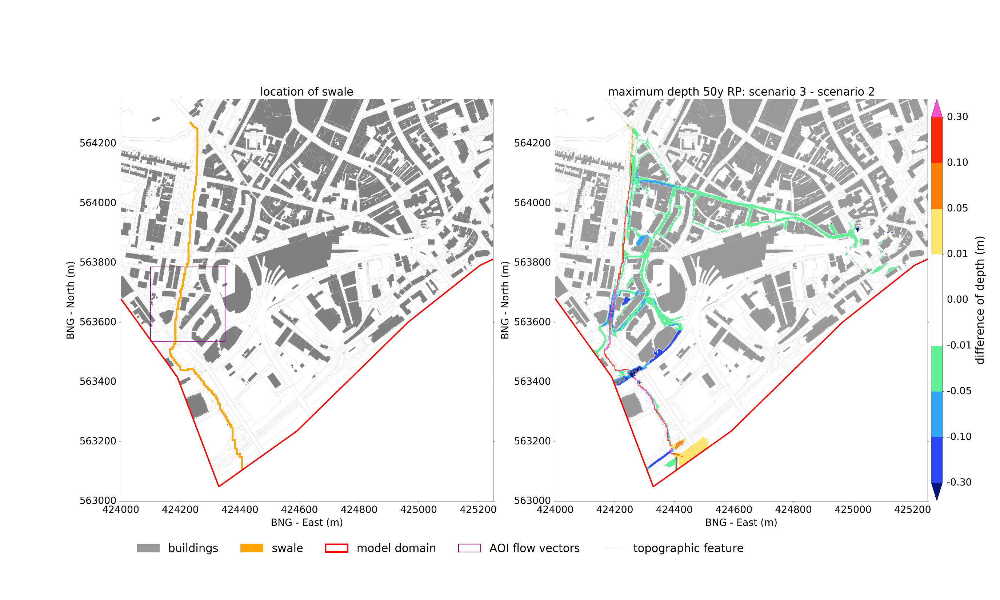 location of swale
564200
564000
563800
563600
563400
563200
563000
424000 424200 424400 424600 424800 425000 425200
BNG - North (m)
BNG - East (m)
maximum depth 50y RP: scenario 3 - scenario 2
564200
564000
563800
563600
563400
563200
563000
424000 424200 424400 424600 424800 425000 425200
BNG - North (m)
BNG - East (m)
0.30
0.10
0.05
0.01
0.00
-0.01
-0.05
-0.10
-0.30
difference of depth (m)
buildings swale model domain AOI flow vectors topographic feature